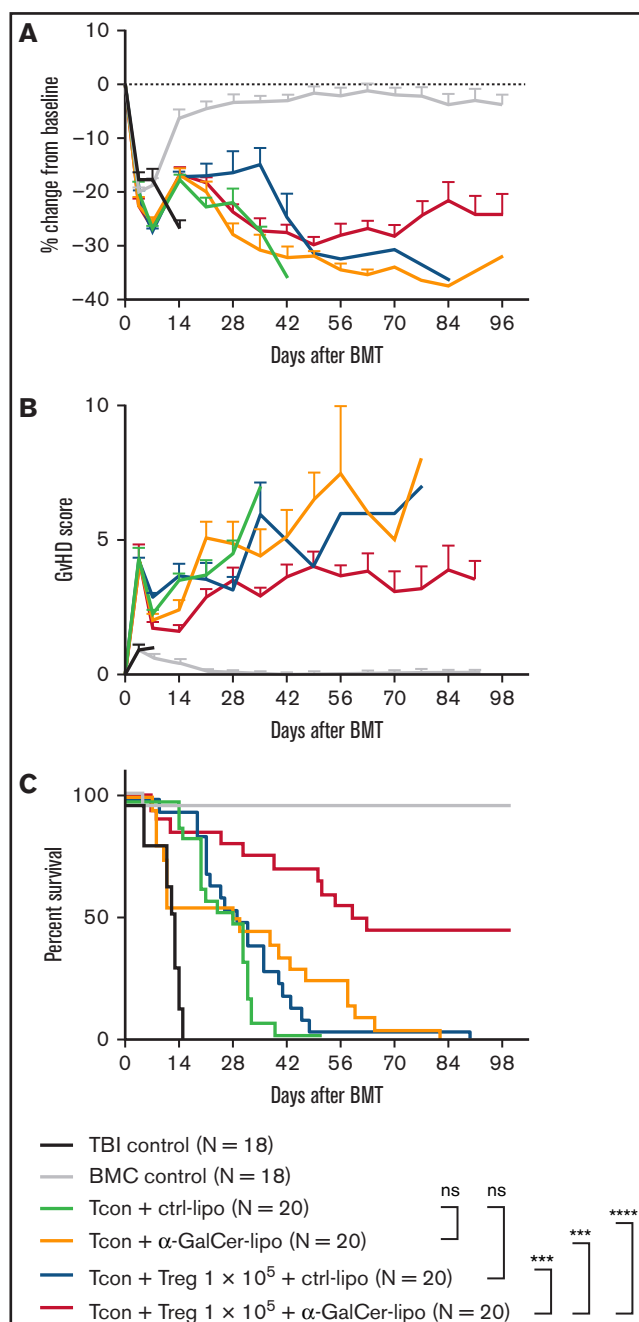 A
10
0
−10
−20
−30
−40
% change from baseline
0 14 28 42 56 70 84 98
Days after BMT
B
10
5
0
GvHD score
0 14 28 42 56 70 84 98
Days after BMT
C
100
50
0
Percent survival
0 14 28 42 56 70 84 98
Days after BMT
TBI control (N = 18)
BMC control (N = 18)
Tcon + ctrl-lipo (N = 20)
Tcon + α-GalCer-lipo (N = 20)
Tcon + Treg 1 × 10⁵ + ctrl-lipo (N = 20)
Tcon + Treg 1 × 10⁵ + α-GalCer-lipo (N = 20)
ns ns
*** *** ****